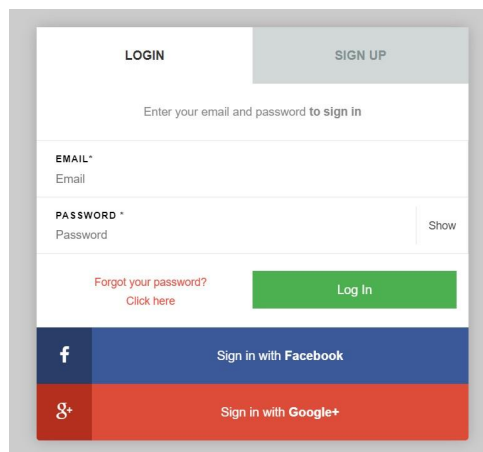 LOGIN
SIGN UP
Enter your email and password to sign in
EMAIL*
Email
PASSWORD *
Password
Show
Forgot your password?
Click here
Log In
f
Sign in with Facebook
g+
Sign in with Google+